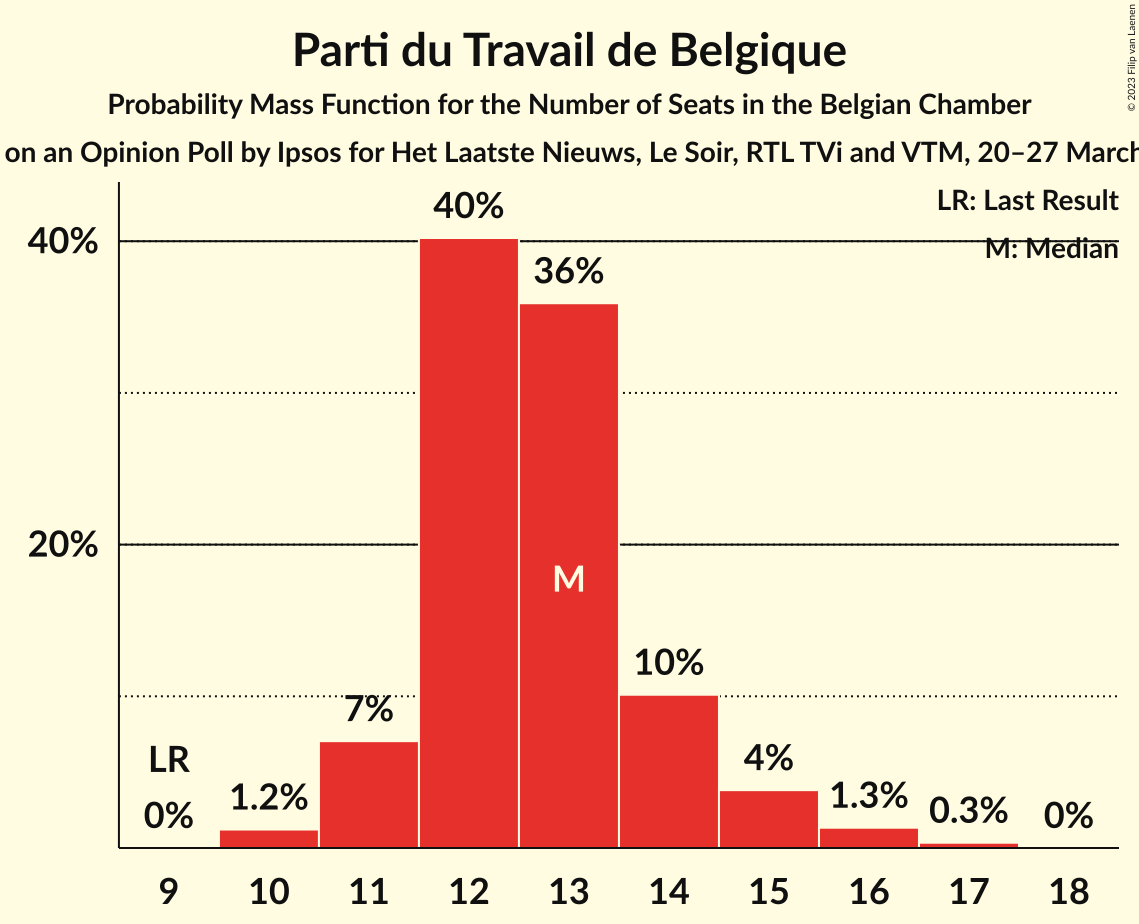 Parti du Travail de Belgique
Probability Mass Function for the Number of Seats in the Belgian Chamber
on an Opinion Poll by Ipsos for Het Laatste Nieuws, Le Soir, RTL TVi and VTM, 20–27 March
© 2023 Filip van Laenen
LR: Last Result
M: Median
40%
20%
LR
0%
1.2%
7%
40%
36%
M
10%
4%
1.3%
0.3%
0%
9 10 11 12 13 14 15 16 17 18